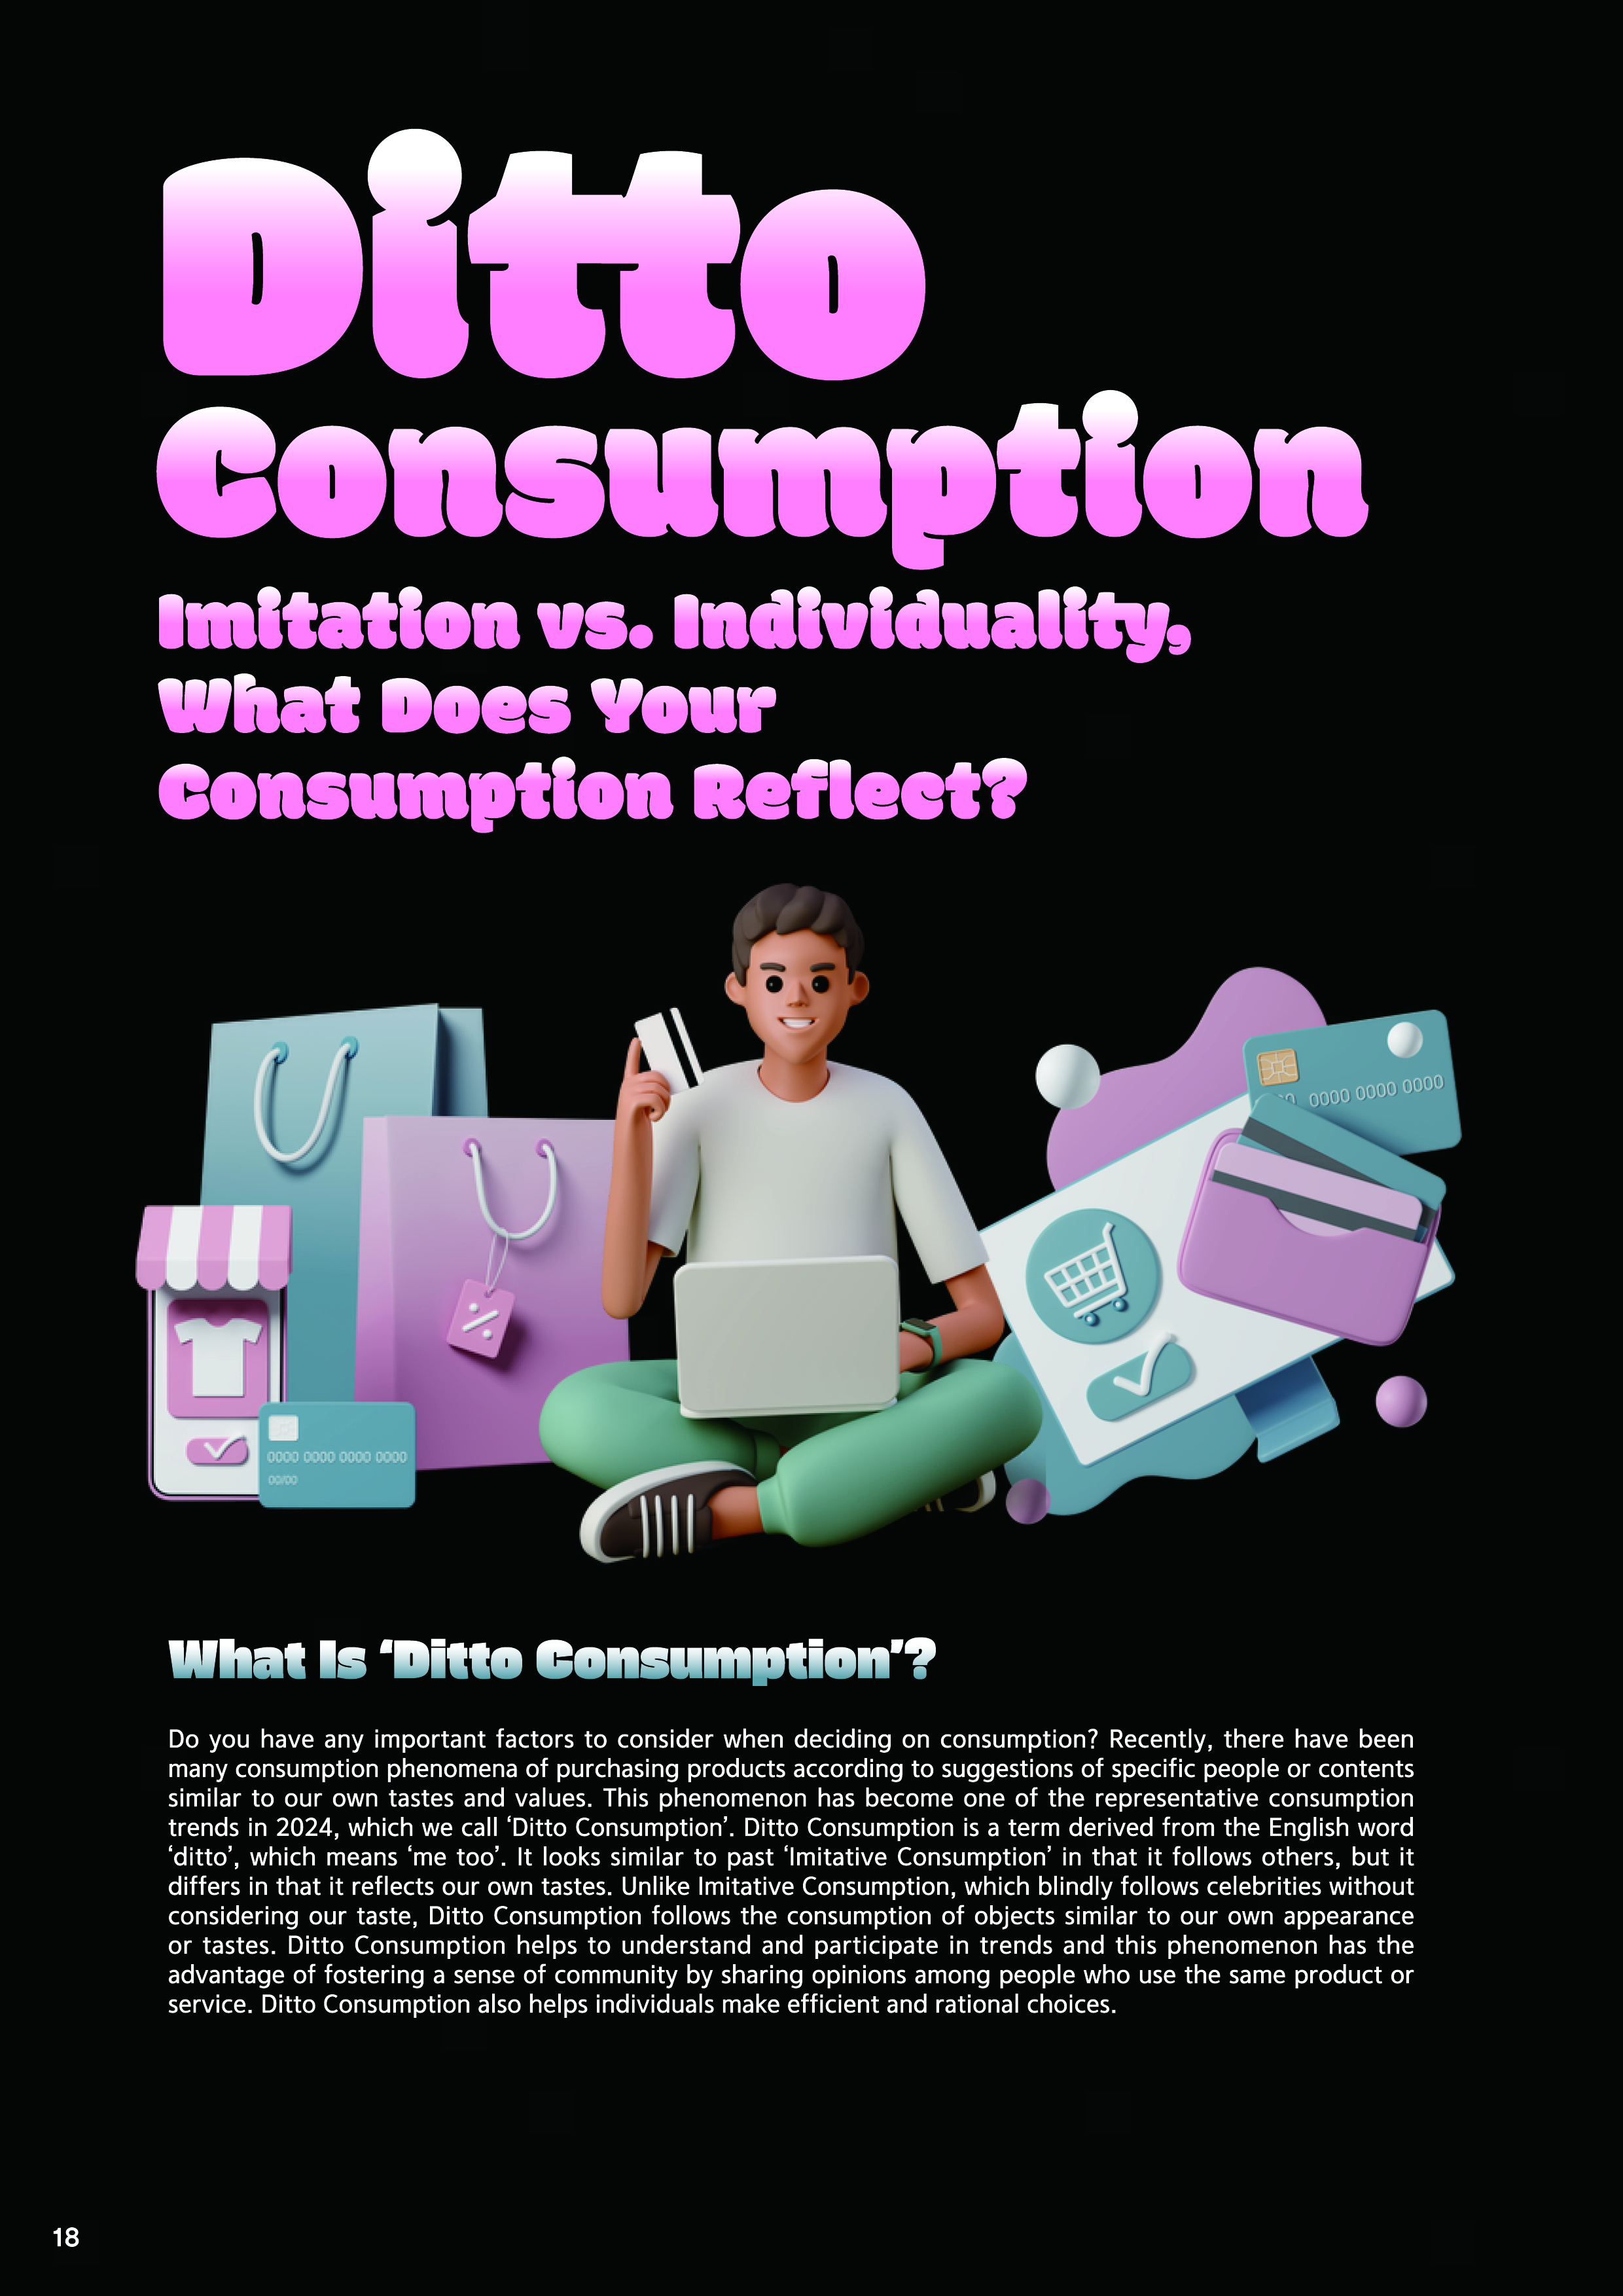 Ditto
Consumption
Imitation vs. Individuality,
What Does Your
Consumption Reflect?
0000 0000 0000
0000 0000 0000 0000
00/00
What Is ‘Ditto Consumption’?
Do you have any important factors to consider when deciding on consumption? Recently, there have been
many consumption phenomena of purchasing products according to suggestions of specific people or contents
similar to our own tastes and values. This phenomenon has become one of the representative consumption
trends in 2024, which we call ‘Ditto Consumption’. Ditto Consumption is a term derived from the English word
‘ditto’, which means ‘me too’. It looks similar to past ‘Imitative Consumption’ in that it follows others, but it
differs in that it reflects our own tastes. Unlike Imitative Consumption, which blindly follows celebrities without
considering our taste, Ditto Consumption follows the consumption of objects similar to our own appearance
or tastes. Ditto Consumption helps to understand and participate in trends and this phenomenon has the
advantage of fostering a sense of community by sharing opinions among people who use the same product or
service. Ditto Consumption also helps individuals make efficient and rational choices.
18